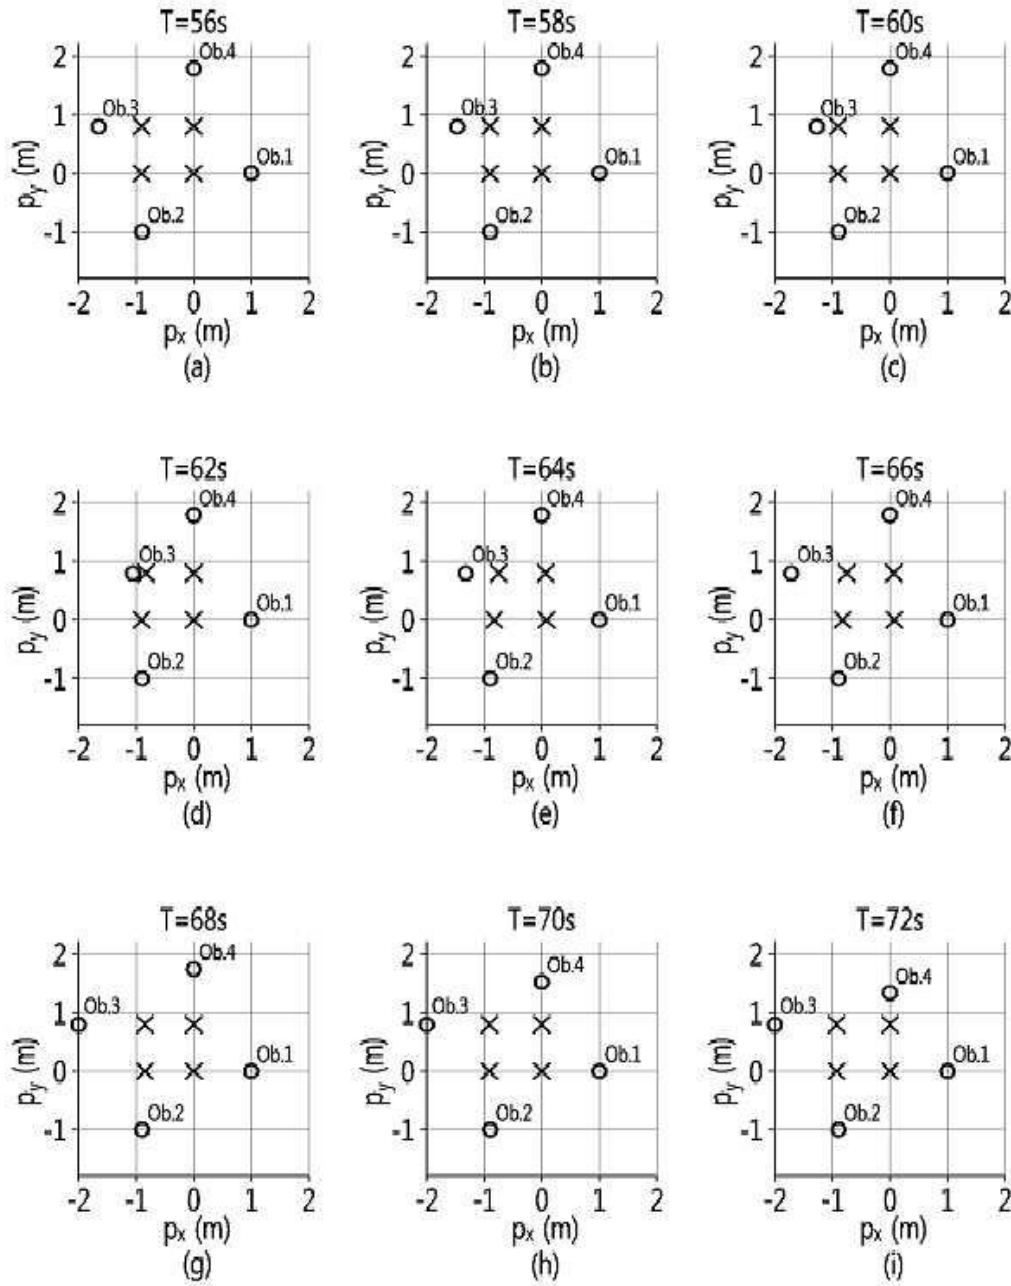 T=56s T=58s T=60s
2 Ob.4 2 Ob.4 2 Ob.4
1 Ob.3 1 Ob.3 1 Ob.3
0 Ob.1 0 Ob.1 0 Ob.1
-1 Ob.2 -1 Ob.2 -1 Ob.2
p_y (m) p_y (m) p_y (m)
-2 -1 0 1 2 -2 -1 0 1 2 -2 -1 0 1 2
p_x (m) p_x (m) p_x (m)
(a) (b) (c)
T=62s T=64s T=66s
2 Ob.4 2 Ob.4 2 Ob.4
1 Ob.3 1 Ob.3 1 Ob.3
0 Ob.1 0 Ob.1 0 Ob.1
-1 Ob.2 -1 Ob.2 -1 Ob.2
p_y (m) p_y (m) p_y (m)
-2 -1 0 1 2 -2 -1 0 1 2 -2 -1 0 1 2
p_x (m) p_x (m) p_x (m)
(d) (e) (f)
T=68s T=70s T=72s
2 Ob.4 2 Ob.4 2 Ob.4
1 Ob.3 1 Ob.3 1 Ob.3
0 Ob.1 0 Ob.1 0 Ob.1
-1 Ob.2 -1 Ob.2 -1 Ob.2
p_y (m) p_y (m) p_y (m)
-2 -1 0 1 2 -2 -1 0 1 2 -2 -1 0 1 2
p_x (m) p_x (m) p_x (m)
(g) (h) (i)